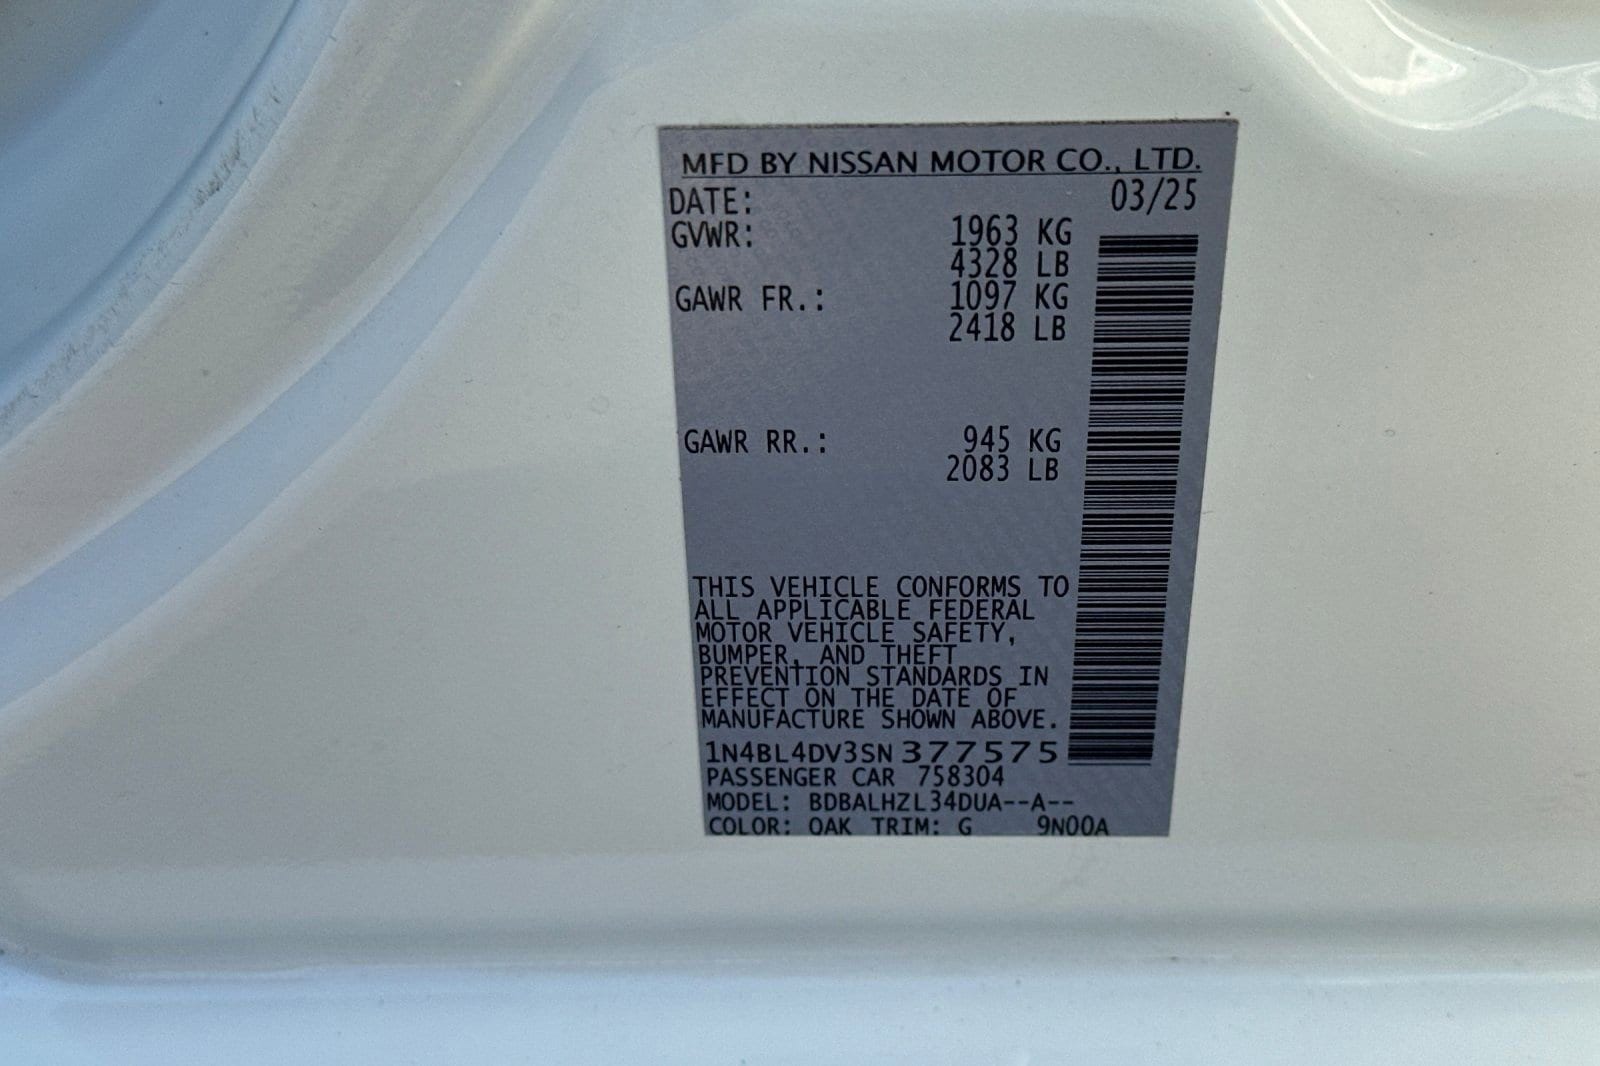 MFD BY NISSAN MOTOR CO., LTD.
DATE: 03/25
GVWR: 1963 KG
4328 LB
GAWR FR.: 1097 KG
2418 LB
GAWR RR.: 945 KG
2083 LB
THIS VEHICLE CONFORMS TO
ALL APPLICABLE FEDERAL
MOTOR VEHICLE SAFETY,
BUMPER, AND THEFT
PREVENTION STANDARDS IN
EFFECT ON THE DATE OF
MANUFACTURE SHOWN ABOVE.
1N4BL4DV3SN377575
PASSENGER CAR 758304
MODEL: BDBALHZL34DUA--A--
COLOR: QAK TRIM: G 9N00A